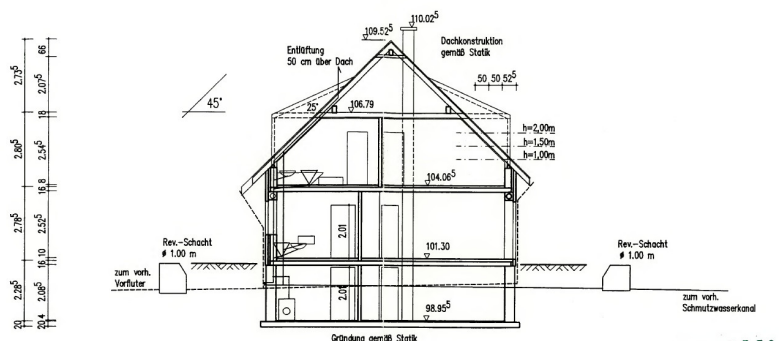 110.02⁵
109.52⁵
Dachkonstruktion
gemäß Statik
Entlüftung
50 cm über Dach
50 50 52⁵
45°
25°
106.79
h=2,00m
h=1,50m
h=1,00m
104.06⁵
2.01
101.30
Rev.-Schacht
ø 1.00 m
Rev.-Schacht
ø 1.00 m
zum vorh.
Vorfluter
zum vorh.
Schmutzwasserkanal
2.01
98.95⁵
Gründung gemäß Statik
2.73⁵
2.60
2.78⁵
2.28⁵
20
66
2.07⁵
18
2.54⁵
16.8
2.52⁵
16.10
2.08⁵
20.4